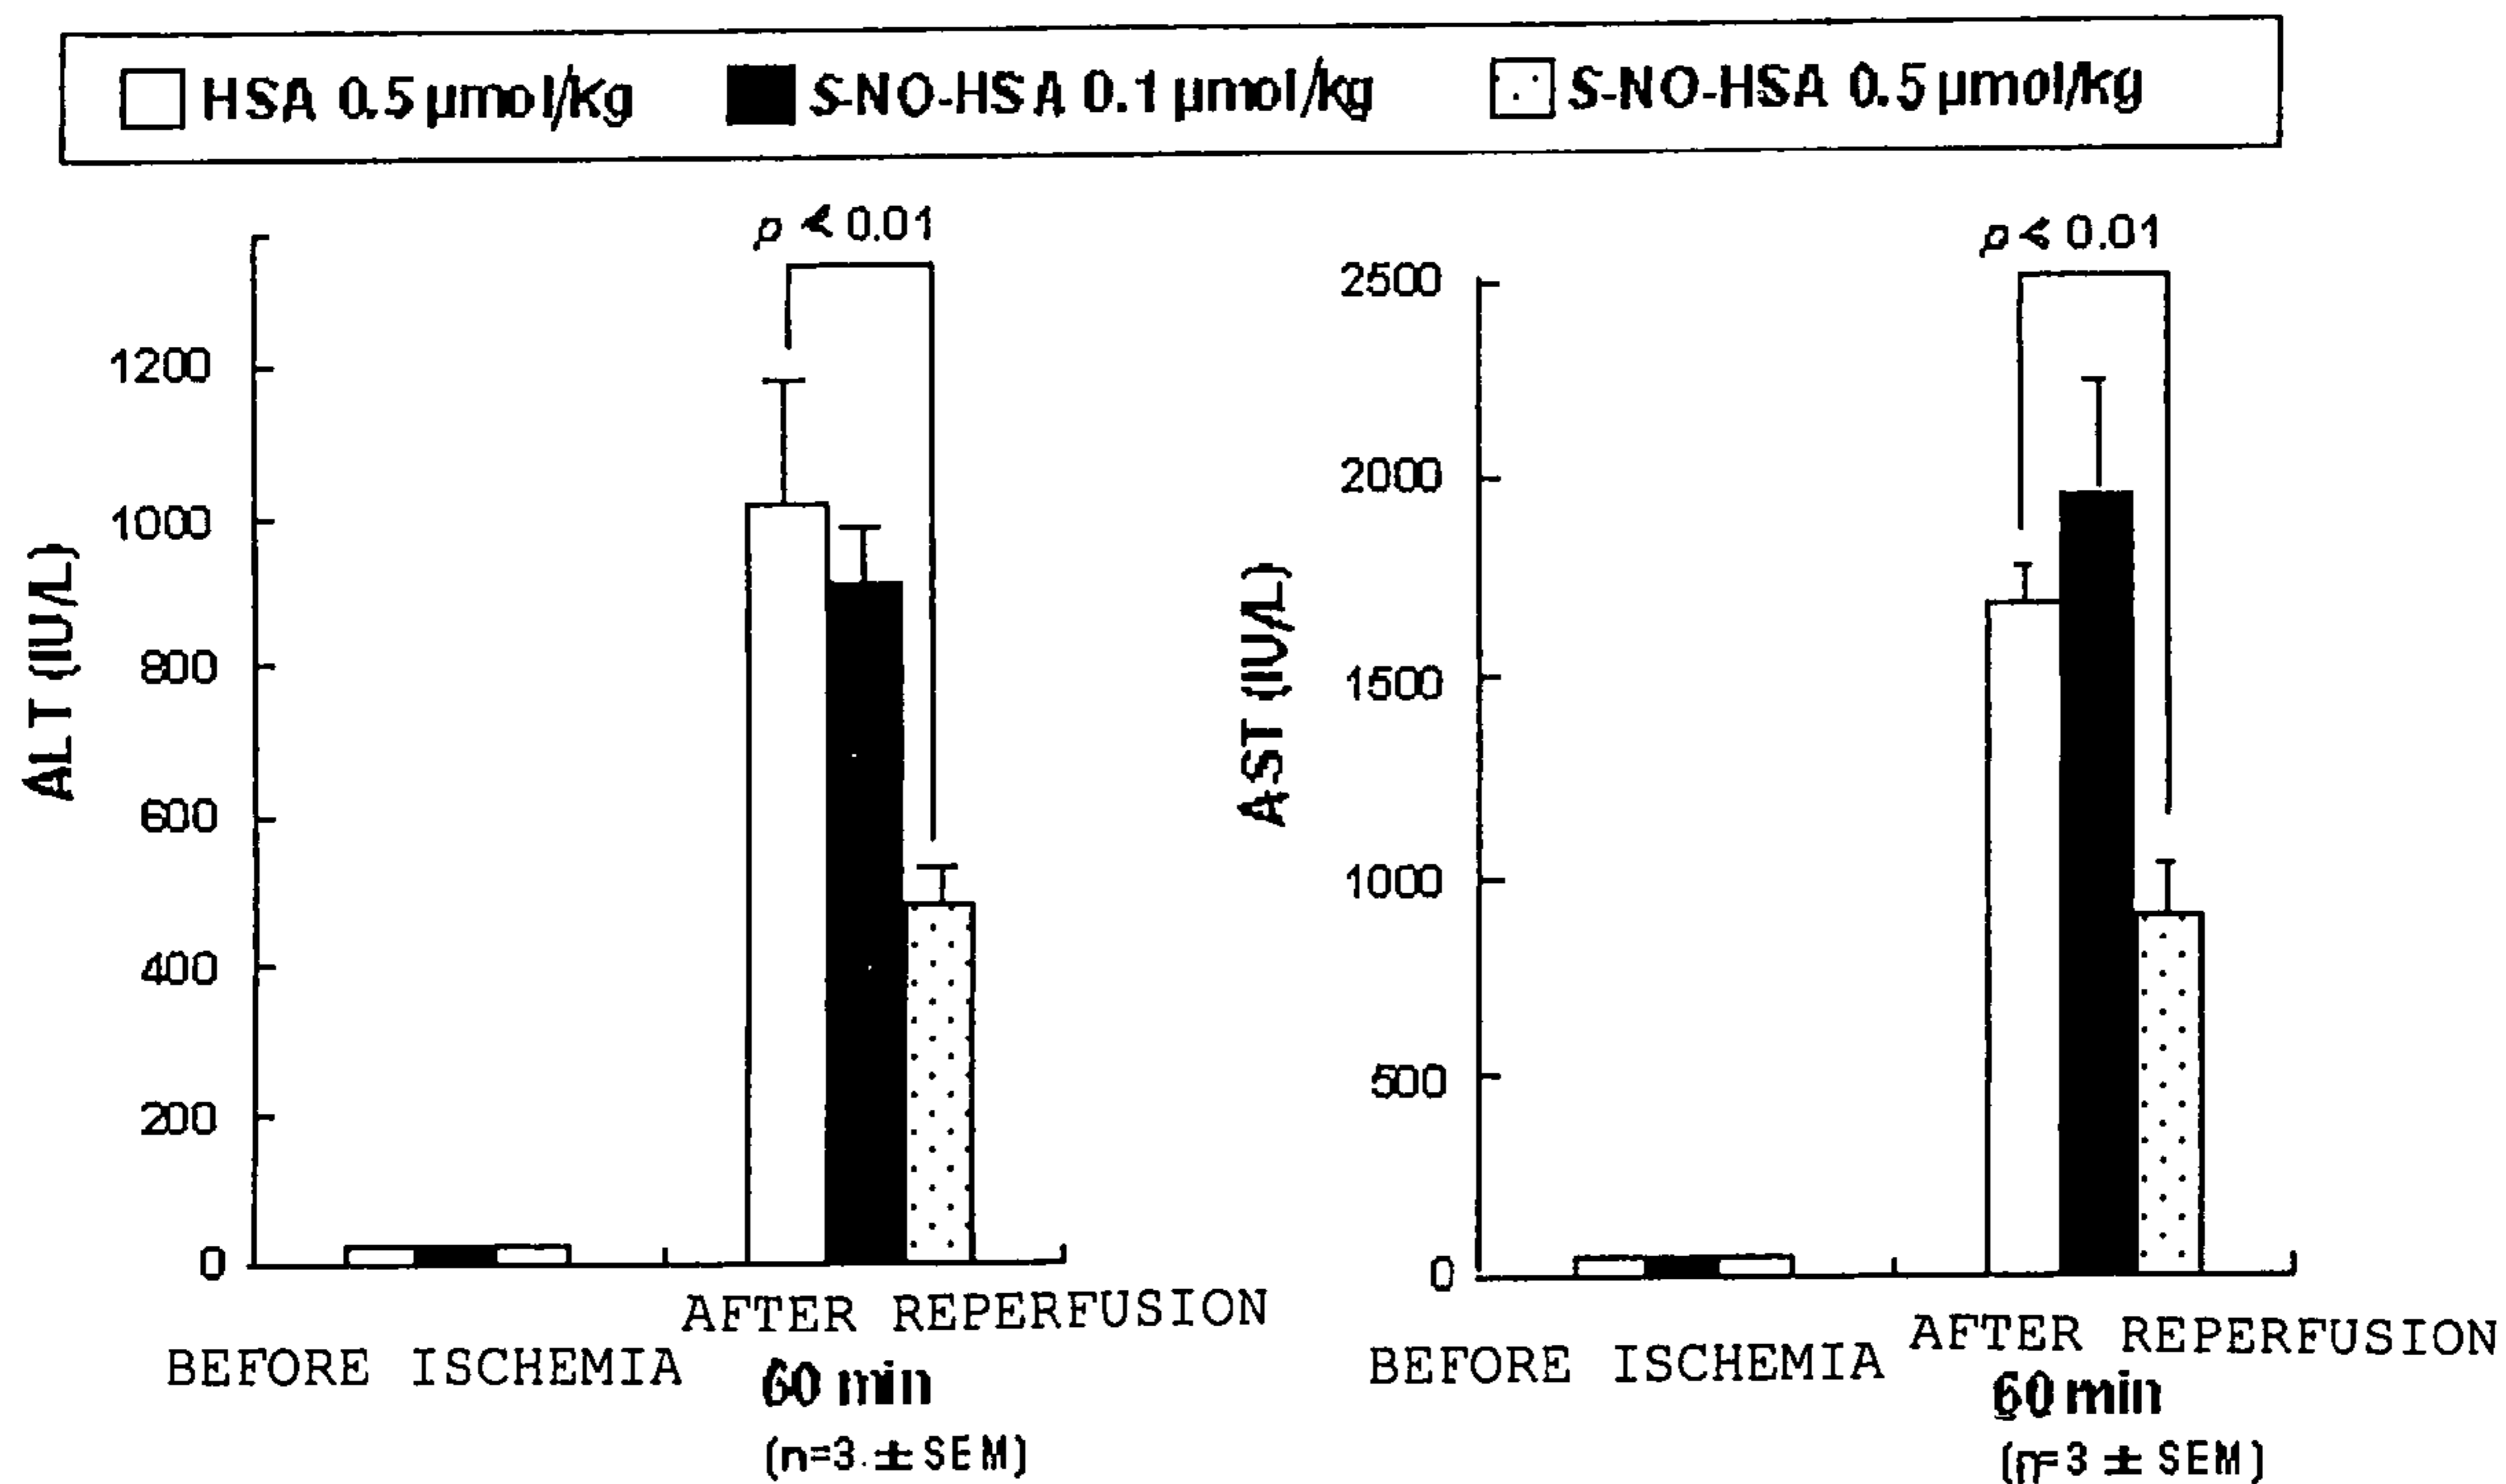 HSA 0.5 µmol/kg S-NO-HSA 0.1 µmol/kg S-NO-HSA 0.5 µmol/kg
p < 0.01
ALT (IU/L)
1200
1000
800
600
400
200
0
BEFORE ISCHEMIA
AFTER REPERFUSION
60 min
(n=3 ± SEM)
p < 0.01
AST (IU/L)
2500
2000
1500
1000
500
0
BEFORE ISCHEMIA
AFTER REPERFUSION
60 min
(n=3 ± SEM)